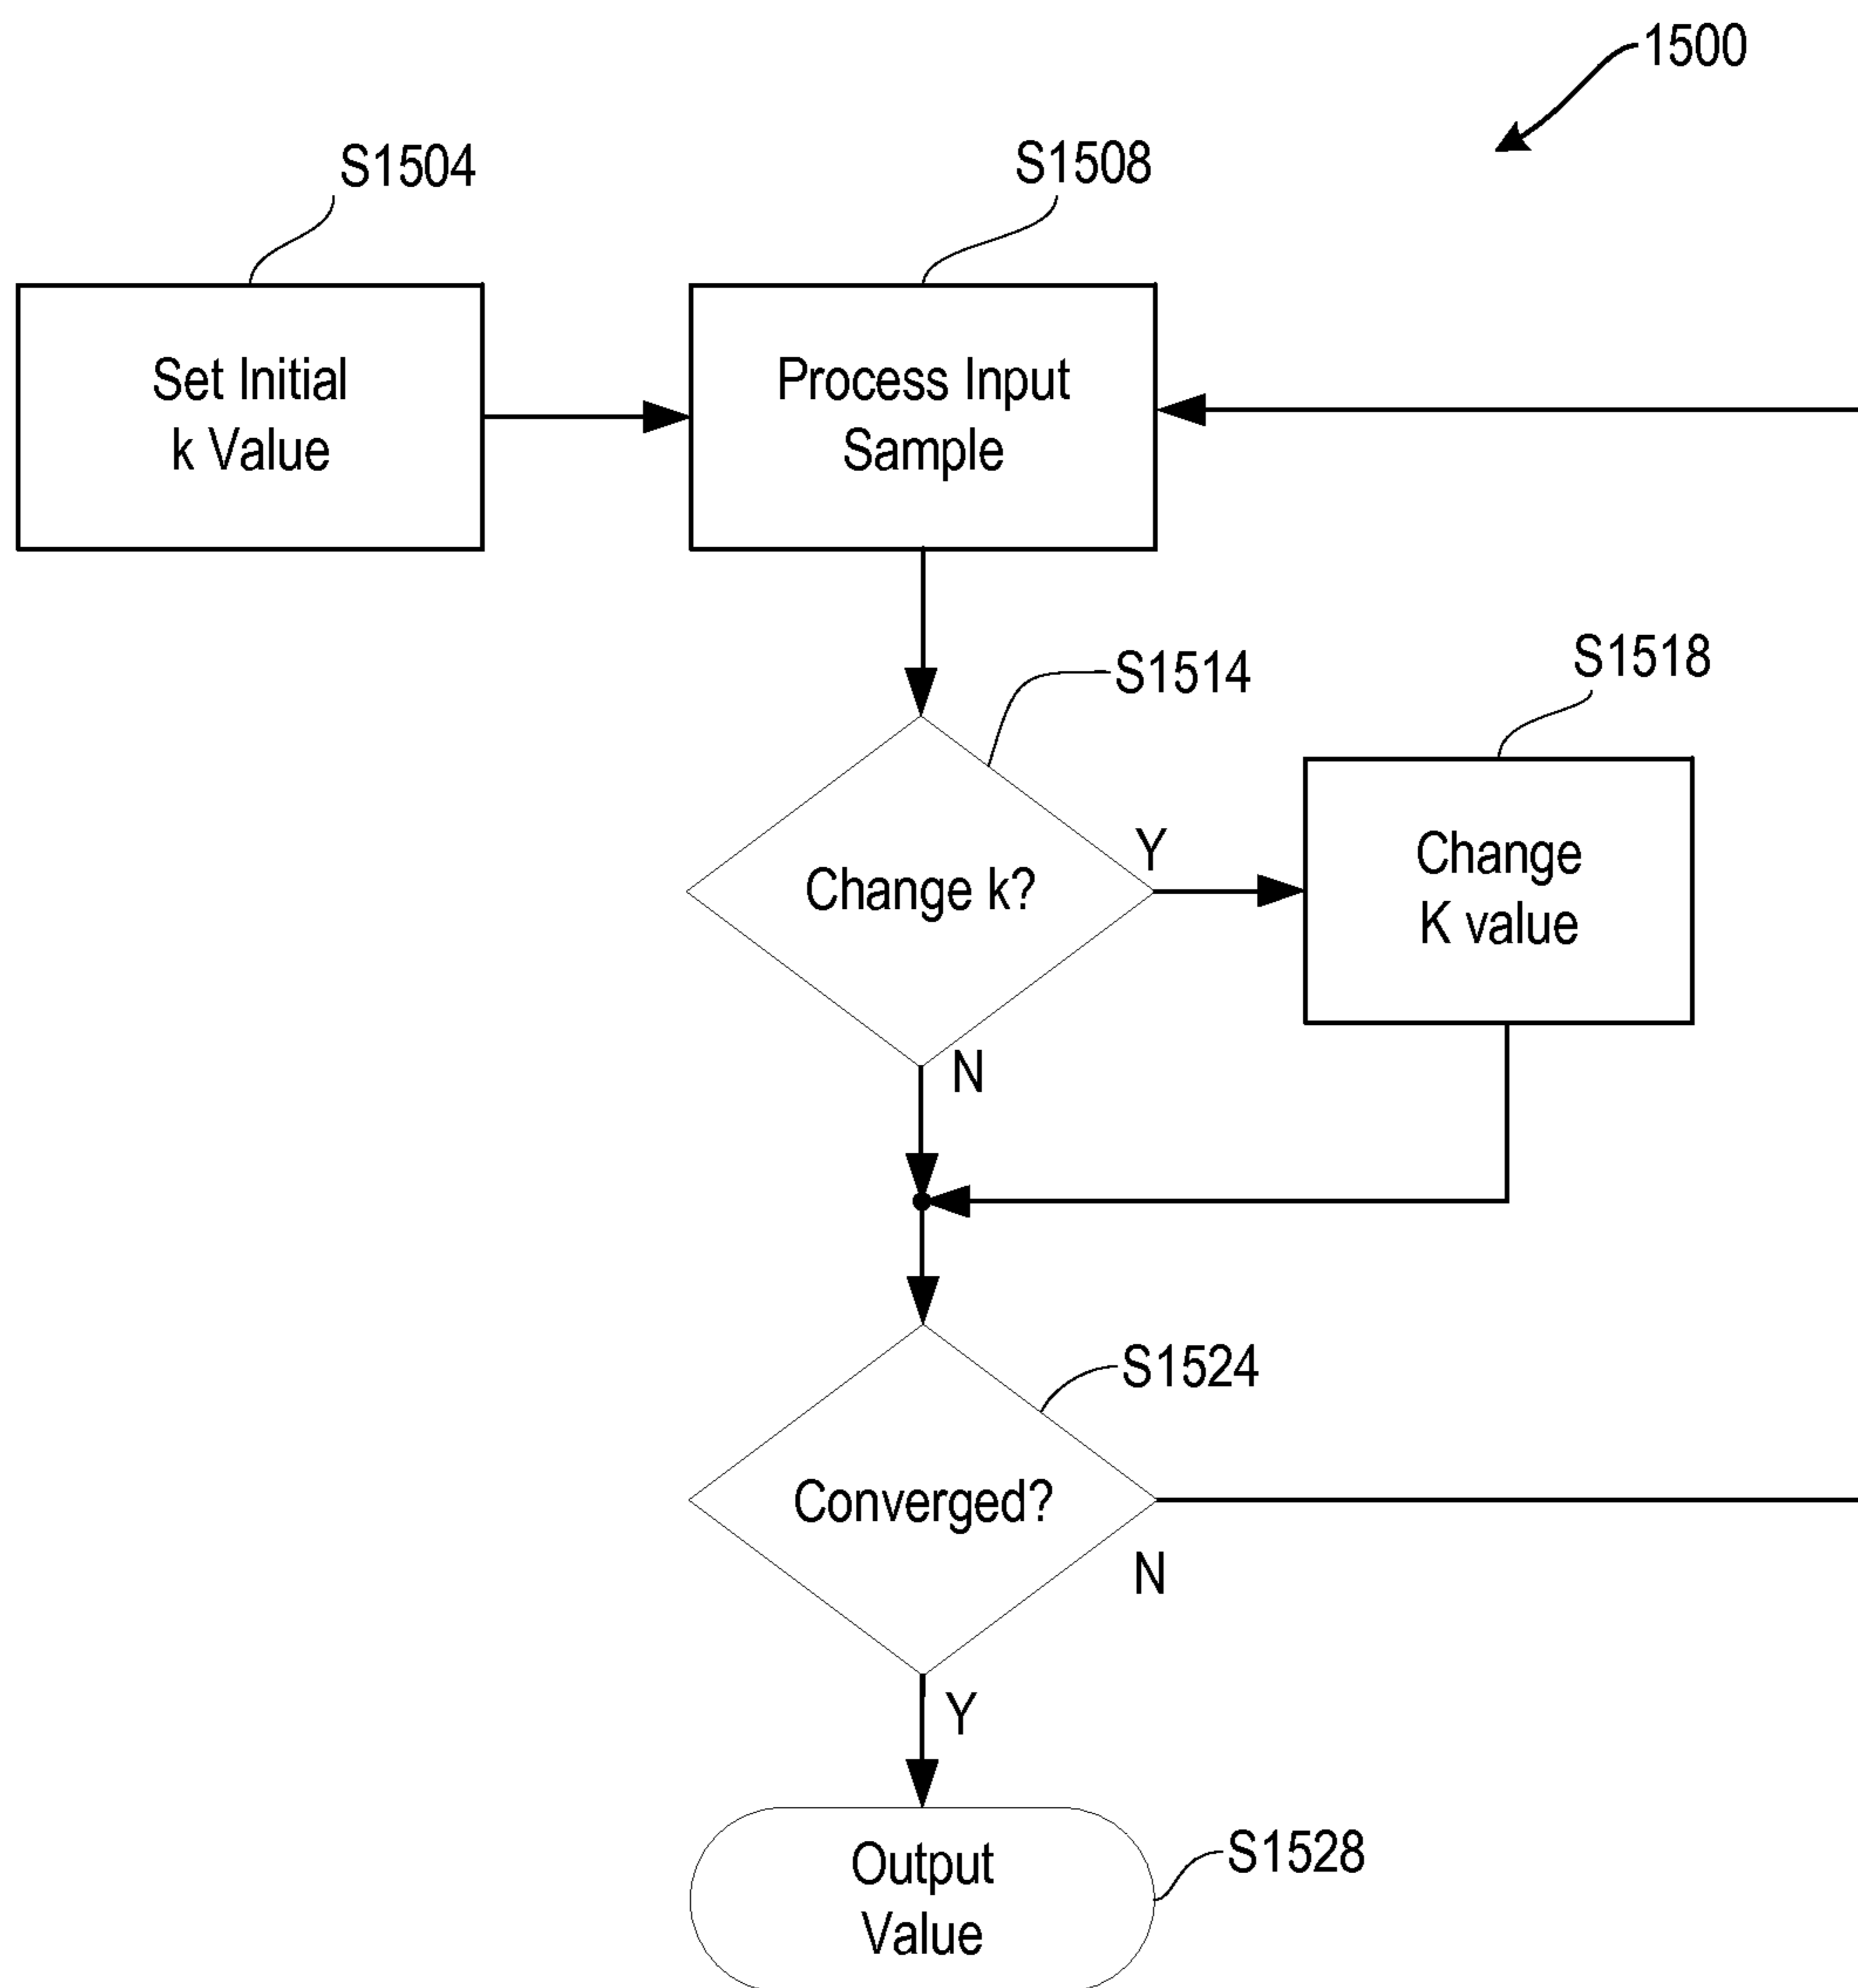 1500
S1504
S1508
Set Initial
k Value
Process Input
Sample
S1514
S1518
Change k?
Y
Change
K value
N
S1524
Converged?
N
Y
Output
Value
S1528